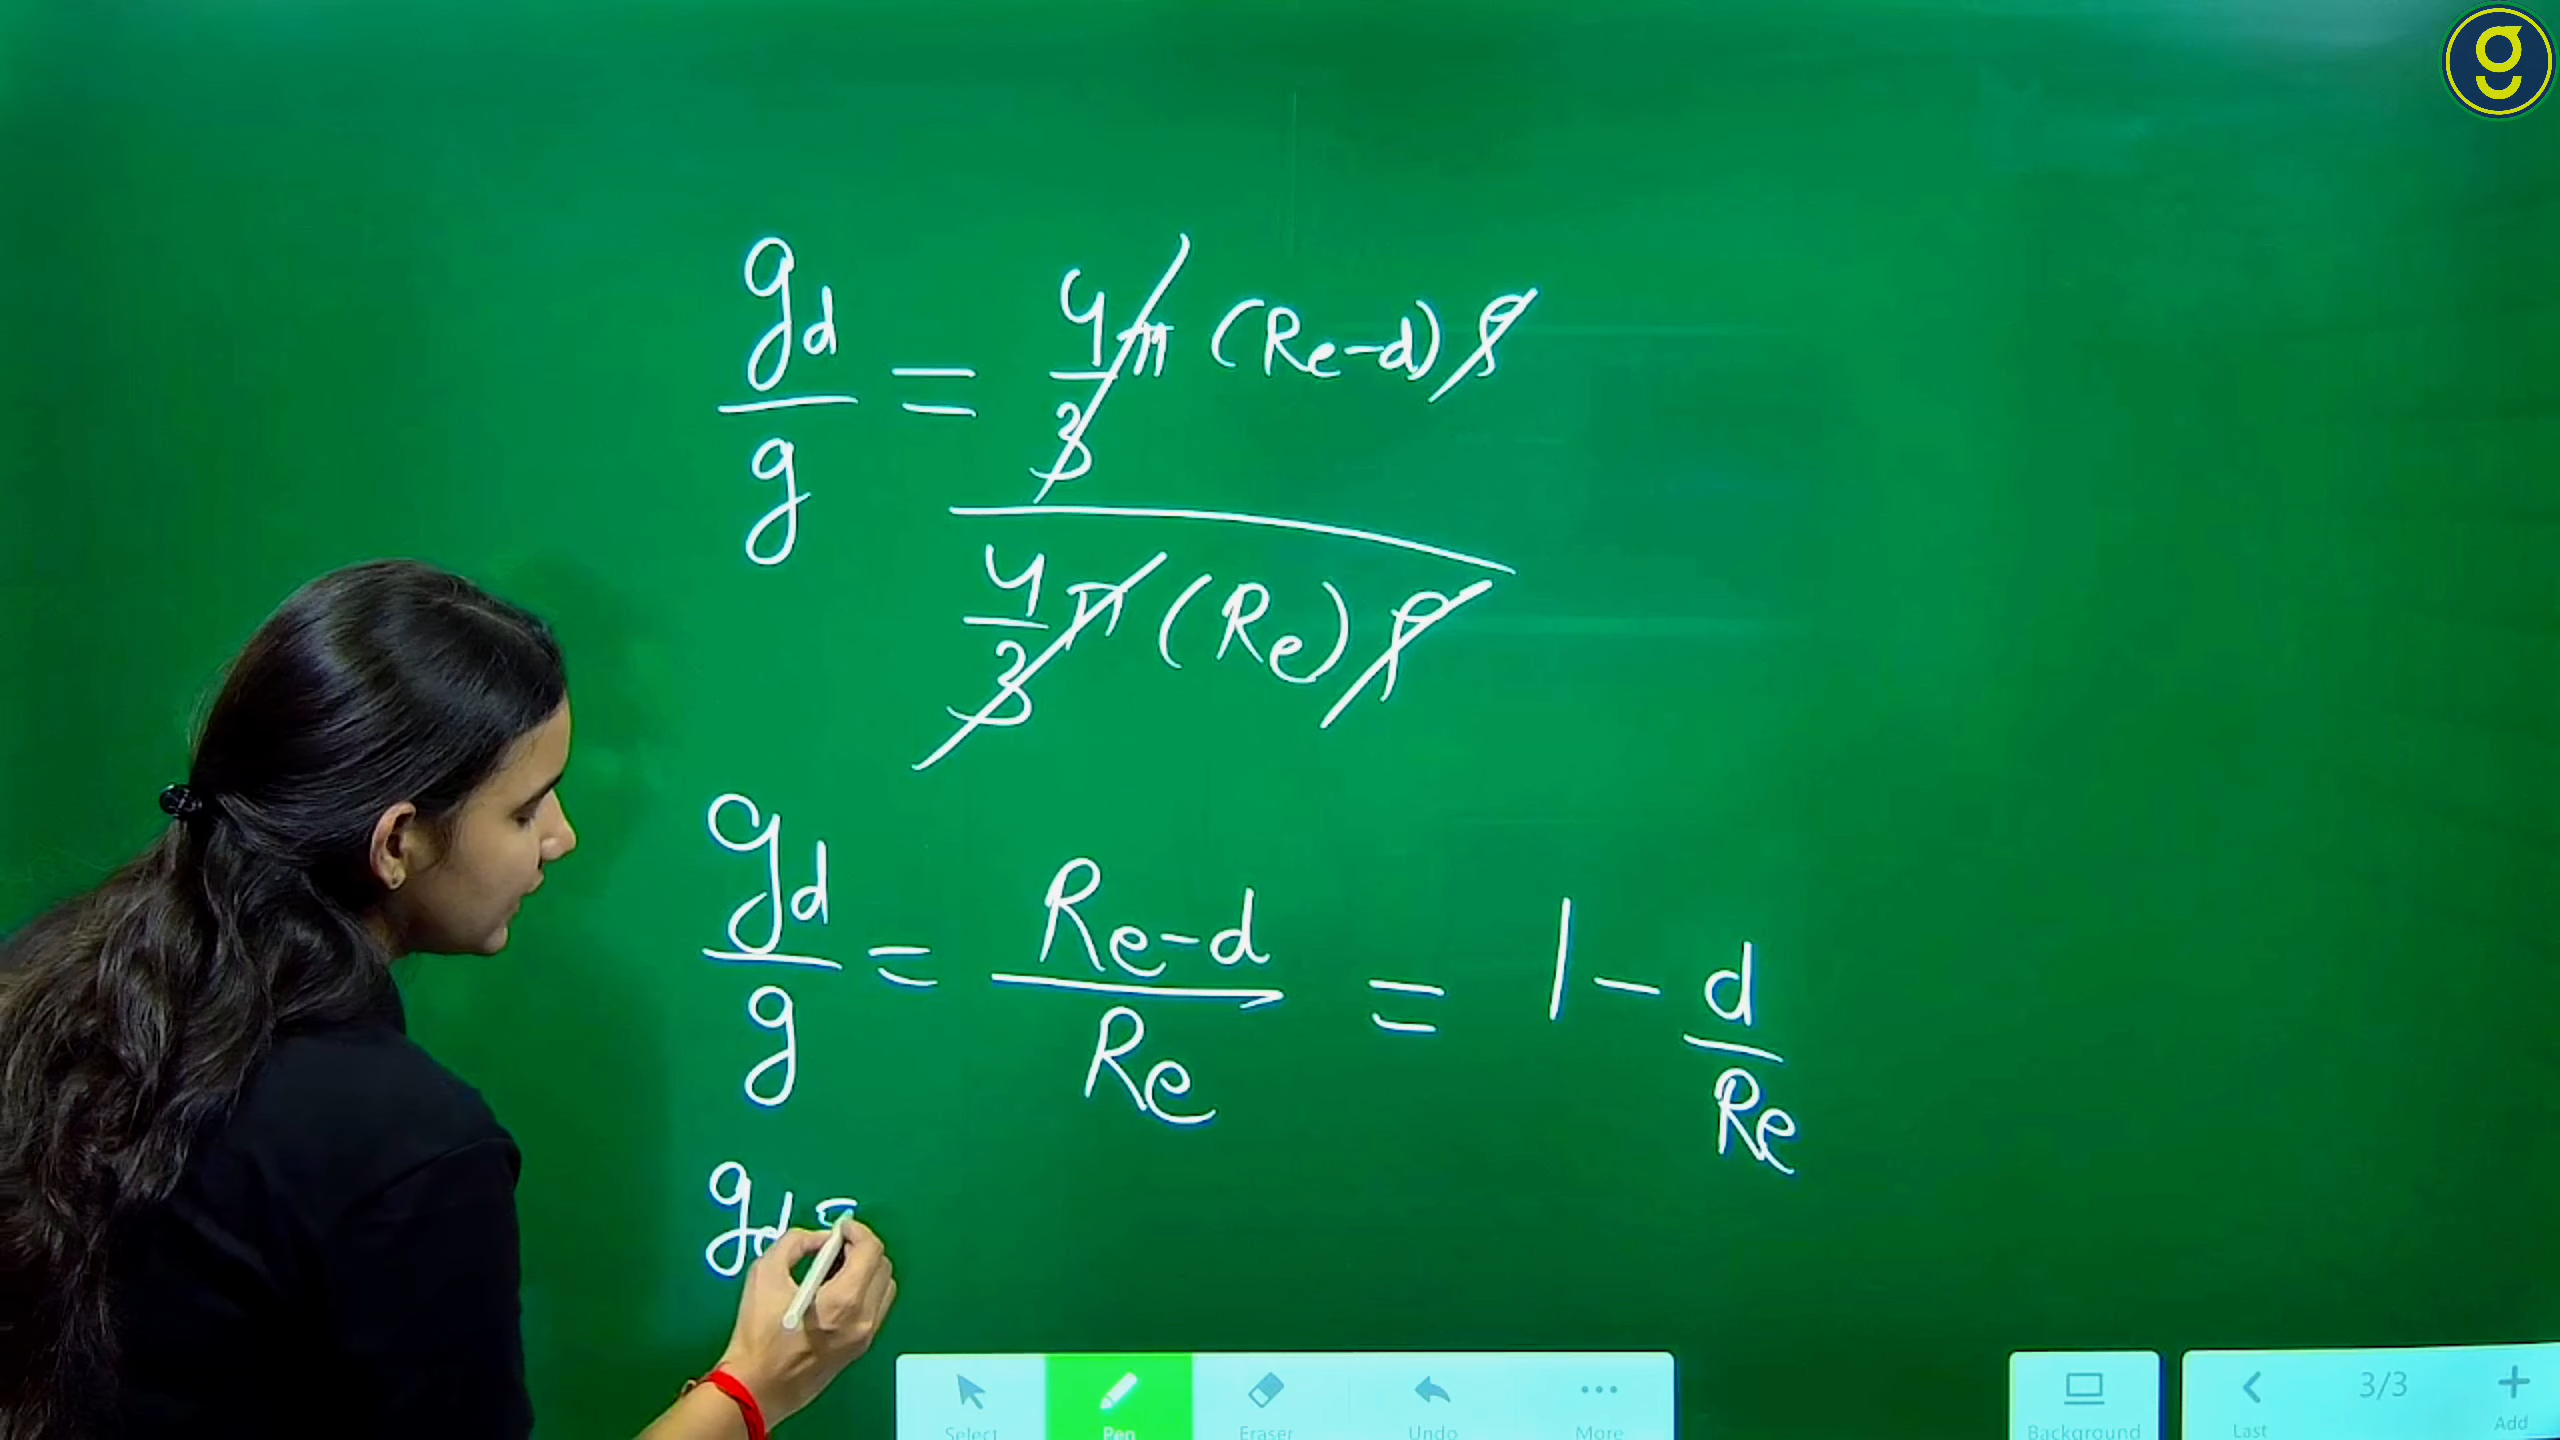 gd/g = 4/3 π (Re-d) ρ / 4/3 π (Re) ρ
gd/g = Re-d/Re = 1 - d/Re
gd =
Select Pen Eraser Undo More Background Last 3/3 Add
g